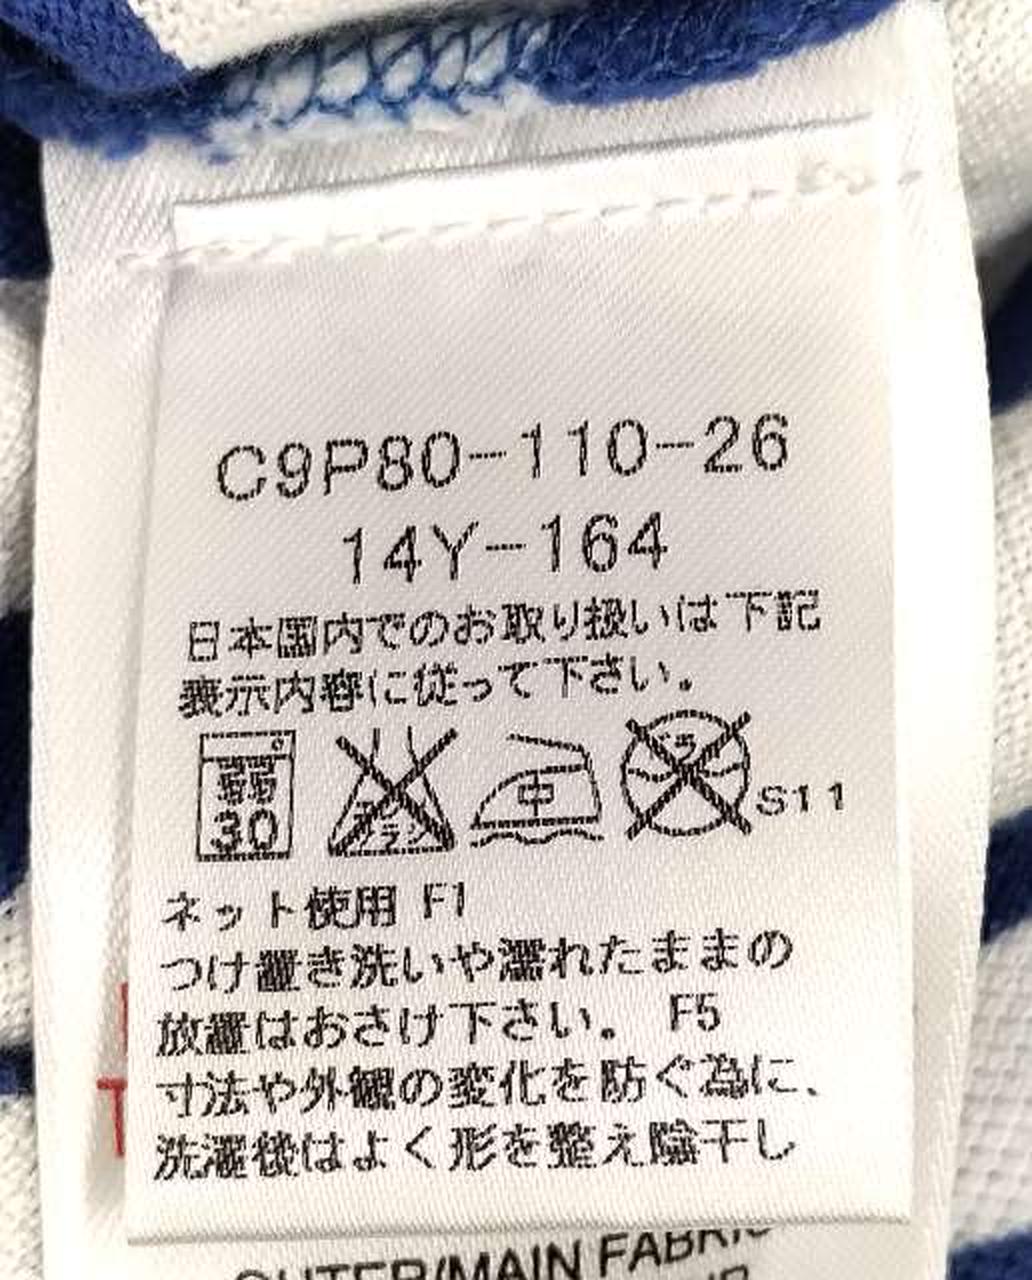 C9P80-110-26
14Y-164
日本国内でのお取り扱いは下記
表示内容に従って下さい。
弱
30
中
S11
ネット使用 F1
つけ置き洗いや濡れたままの
放置はおさけ下さい。 F5
寸法や外観の変化を防ぐ為に、
洗濯後はよく形を整え陰干し
OUTER/MAIN FABRIC